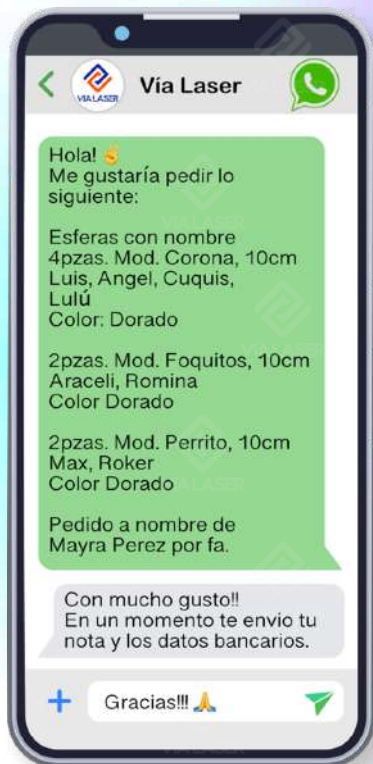 VIA LASER
Vía Laser
Hola! ✌
Me gustaría pedir lo
siguiente:
Esferas con nombre
4pzas. Mod. Corona, 10cm
Luis, Angel, Cuquis,
Lulú
Color: Dorado
2pzas. Mod. Foquitos, 10cm
Araceli, Romina
Color Dorado
2pzas. Mod. Perrito, 10cm
Max, Roker
Color Dorado
Pedido a nombre de
Mayra Perez por fa.
Con mucho gusto!!
En un momento te envio tu
nota y los datos bancarios.
Gracias!!! 🙏